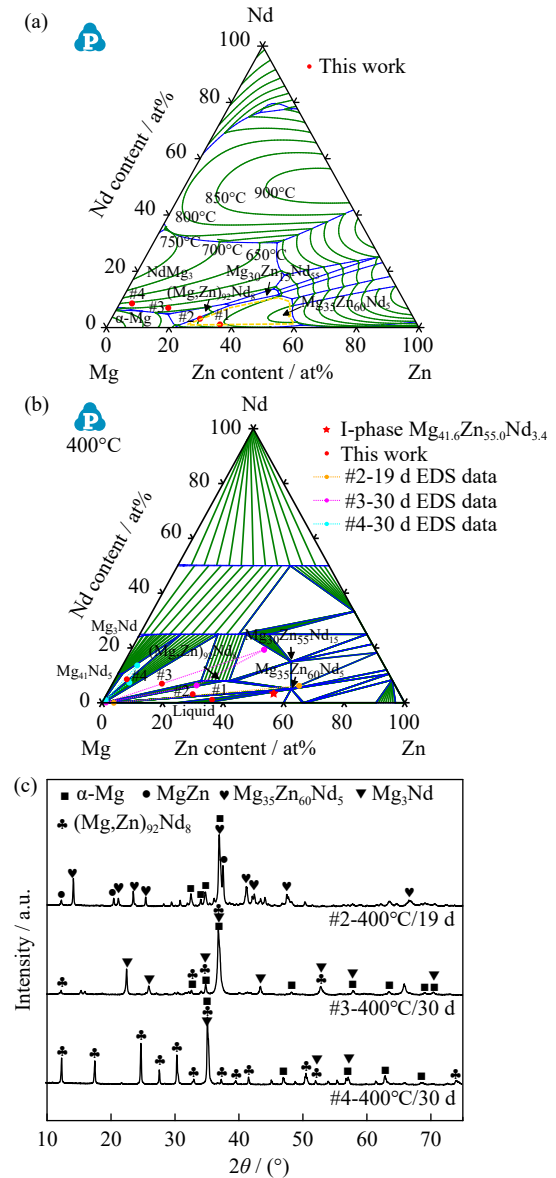 (a)
Nd
P
100
This work
80
Nd content / at%
60
900°C
850°C
40
800°C
750°C
700°C
650°C
20
NdMg₃
Mg₃₀Zn₁₅Nd₅₅
(Mg,Zn)₉₂Nd₈
#4
#3
Mg₃₅Zn₆₀Nd₅
α-Mg
#2
#1
0
0 20 40 60 80 100
Mg
Zn content / at%
Zn
(b)
Nd
P
400°C
100
I-phase Mg₄₁.₆Zn₅₅.₀Nd₃.₄
This work
#2-19 d EDS data
#3-30 d EDS data
#4-30 d EDS data
80
Nd content / at%
60
40
Mg₃Nd
20
(Mg,Zn)₉₂Nd₈
Mg₃₀Zn₅₅Nd₁₅
Mg₄₁Nd₅
#4
#3
Mg₃₅Zn₆₀Nd₅
#2
#1
0
Liquid
0 20 40 60 80 100
Mg
Zn content / at%
Zn
(c)
α-Mg MgZn Mg₃₅Zn₆₀Nd₅ Mg₃Nd
(Mg,Zn)₉₂Nd₈
Intensity / a.u.
#2-400°C/19 d
#3-400°C/30 d
#4-400°C/30 d
10 20 30 40 50 60 70
2θ / (°)